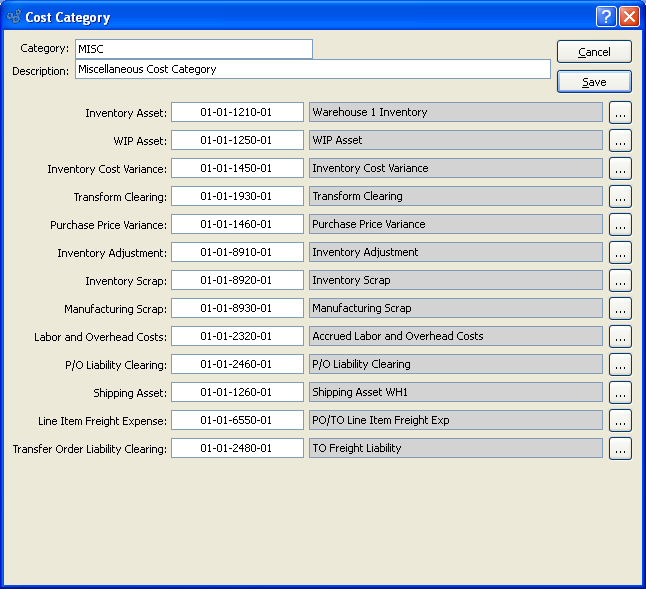 Cost Category
?
Category: MISC
Cancel
Description: Miscellaneous Cost Category
Save
Inventory Asset: 01-01-1210-01 Warehouse 1 Inventory ...
WIP Asset: 01-01-1250-01 WIP Asset ...
Inventory Cost Variance: 01-01-1450-01 Inventory Cost Variance ...
Transform Clearing: 01-01-1930-01 Transform Clearing ...
Purchase Price Variance: 01-01-1460-01 Purchase Price Variance ...
Inventory Adjustment: 01-01-8910-01 Inventory Adjustment ...
Inventory Scrap: 01-01-8920-01 Inventory Scrap ...
Manufacturing Scrap: 01-01-8930-01 Manufacturing Scrap ...
Labor and Overhead Costs: 01-01-2320-01 Accrued Labor and Overhead Costs ...
P/O Liability Clearing: 01-01-2460-01 P/O Liability Clearing ...
Shipping Asset: 01-01-1260-01 Shipping Asset WH1 ...
Line Item Freight Expense: 01-01-6550-01 PO/TO Line Item Freight Exp ...
Transfer Order Liability Clearing: 01-01-2480-01 TO Freight Liability ...